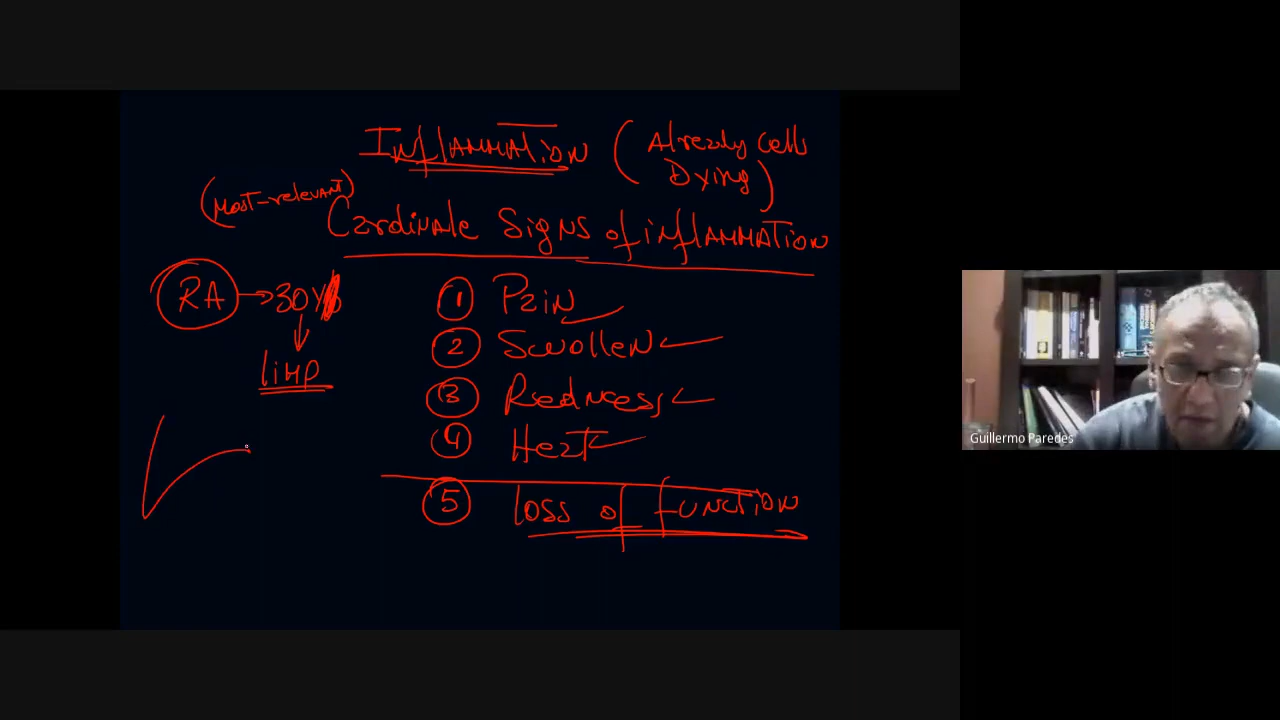 Inflammation (Already cells
Dying)
(Most-relevant)
Cardinale Signs of inflammation
RA → 30Y
limp
1 Pain
2 Swollen
3 Redness
4 Heat
5 loss of function
Guillermo Paredes